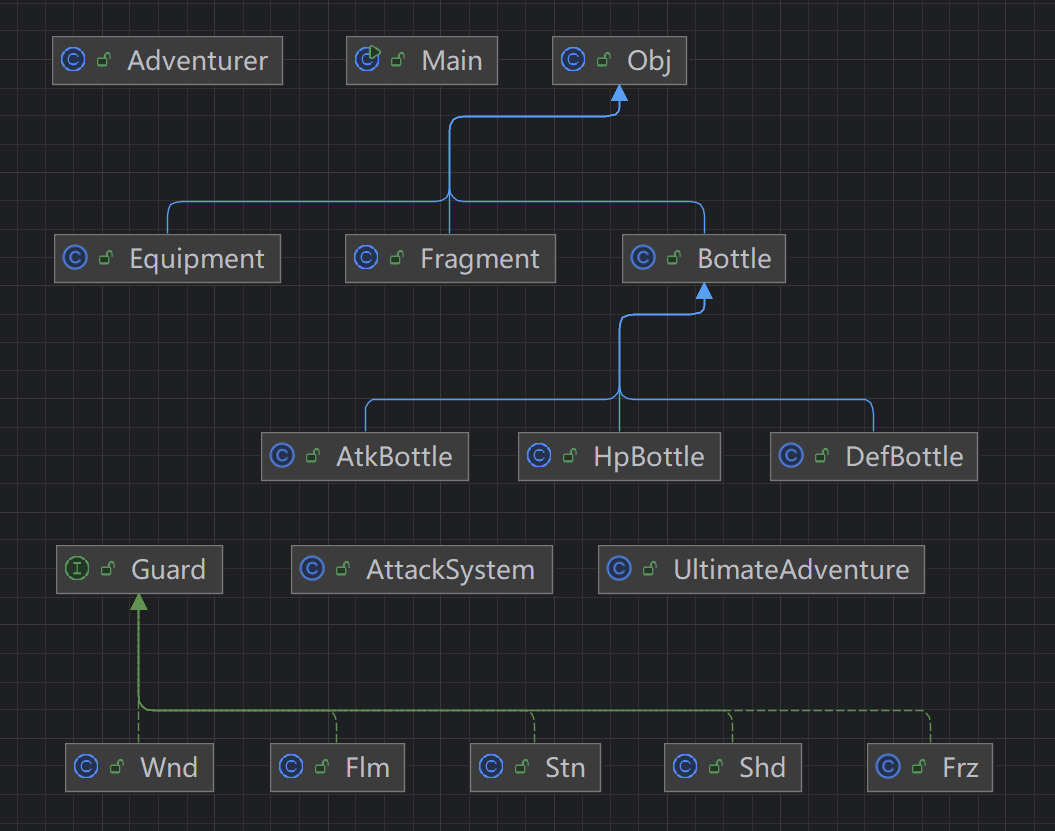 Adventurer
Main
Obj
Equipment
Fragment
Bottle
AtkBottle
HpBottle
DefBottle
Guard
AttackSystem
UltimateAdventure
Wnd
Flm
Stn
Shd
Frz